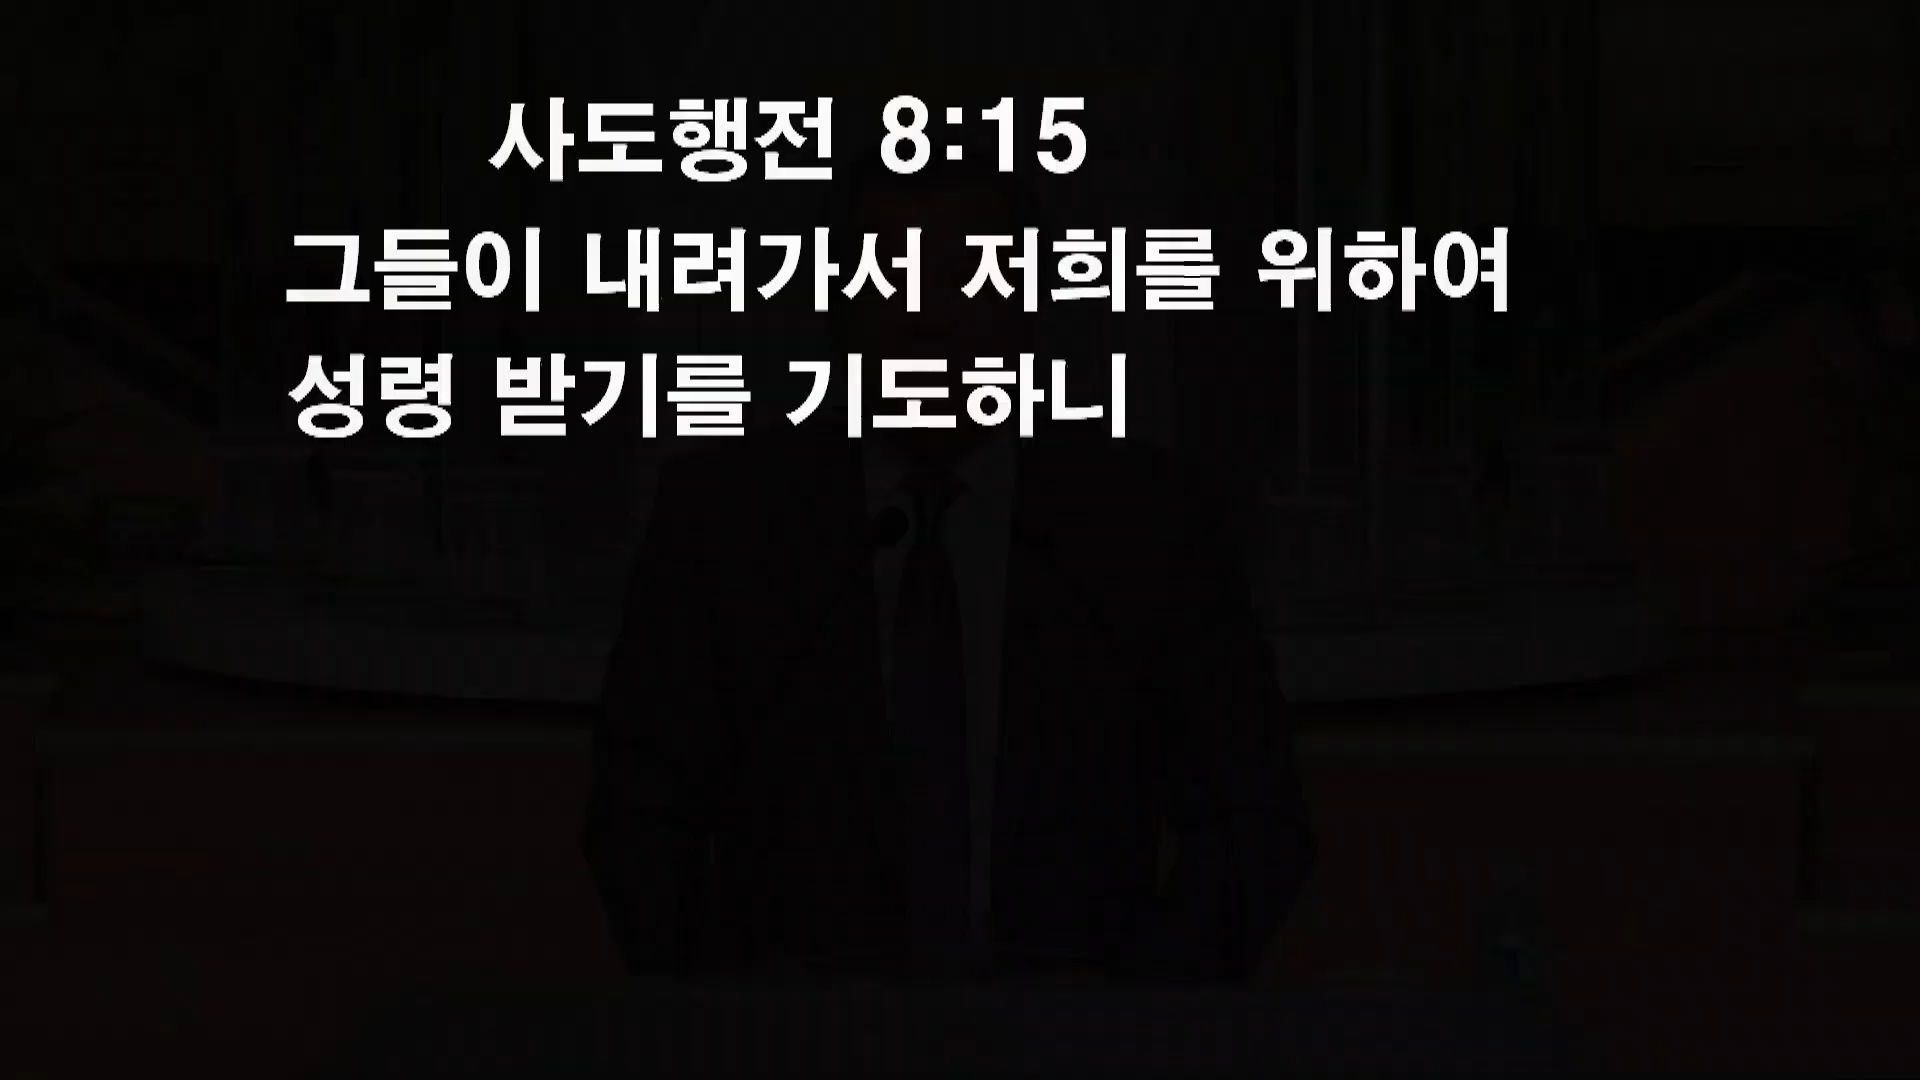 사도행전 8:15
그들이 내려가서 저희를 위하여
성령 받기를 기도하니